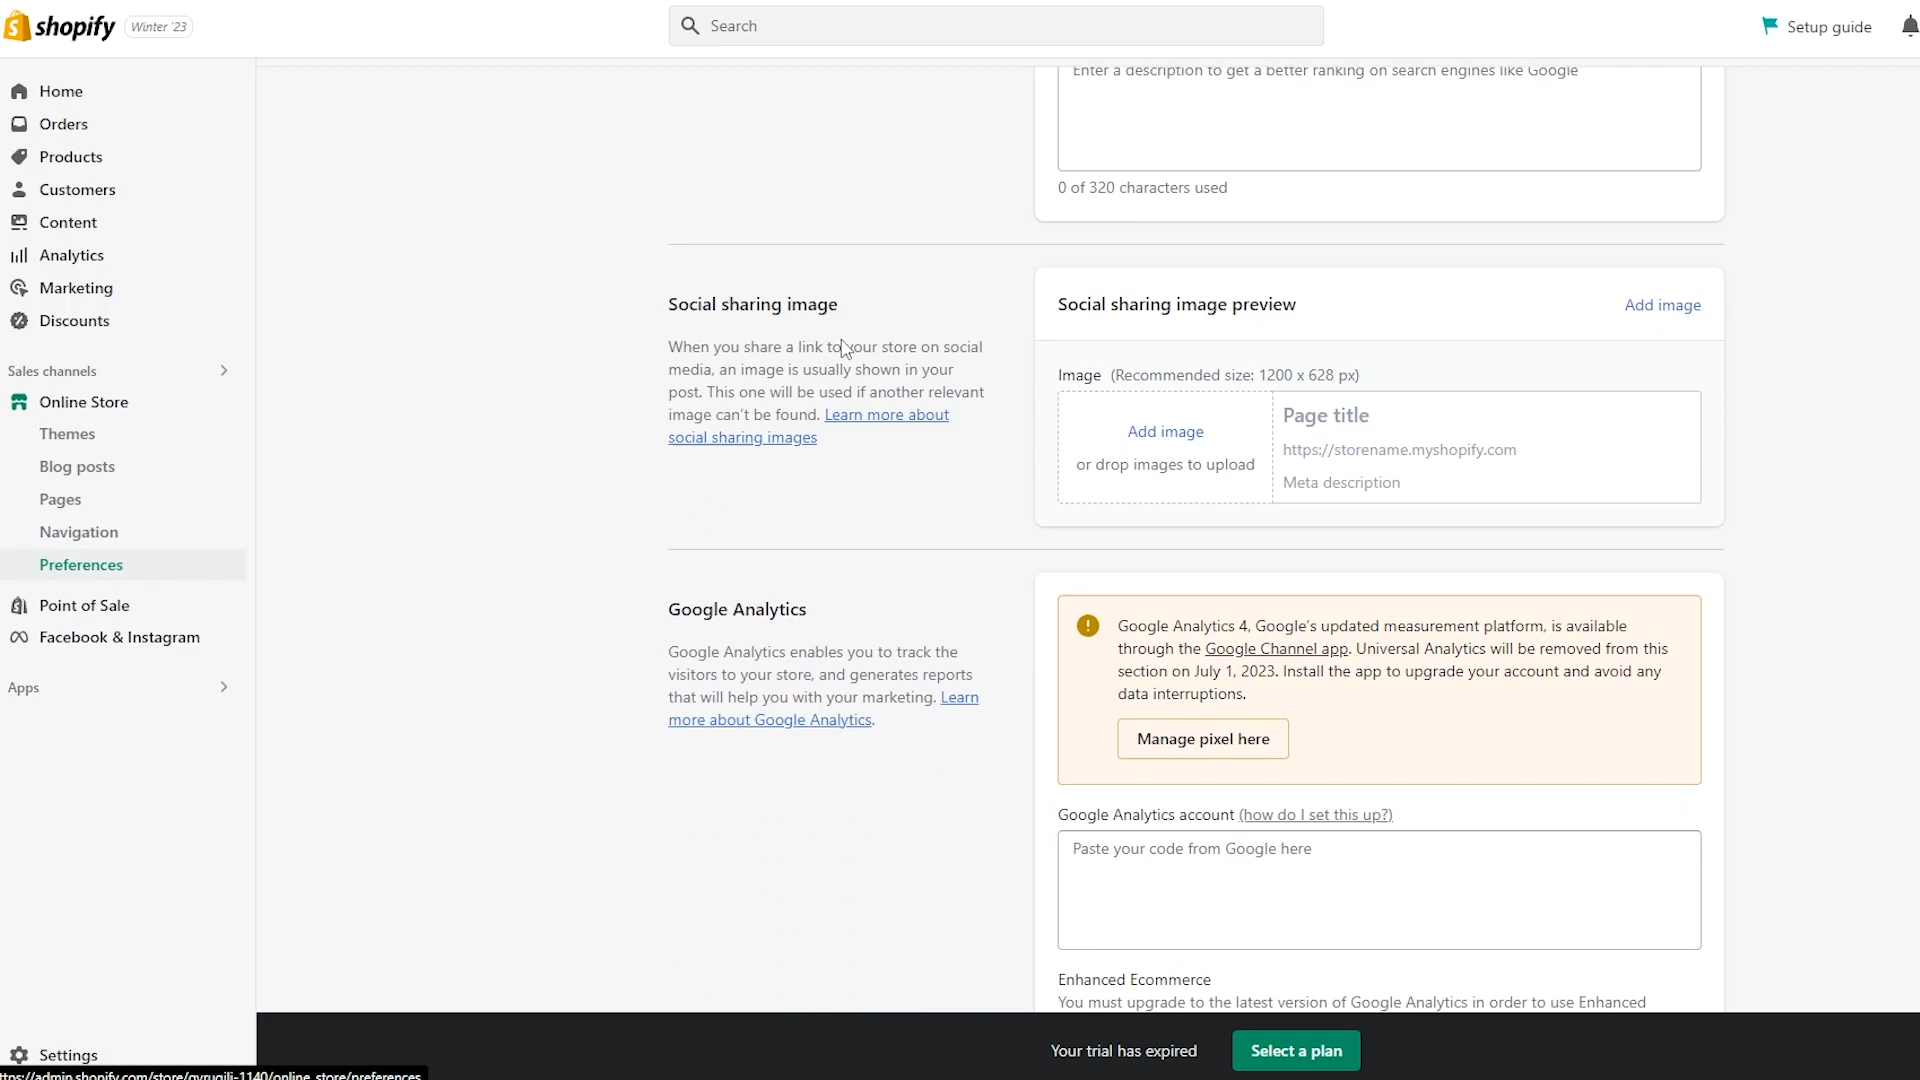 shopify Winter '23
Search
Setup guide
Home
Orders
Products
Customers
Content
Analytics
Marketing
Discounts
Sales channels
Online Store
Themes
Blog posts
Pages
Navigation
Preferences
Point of Sale
Facebook & Instagram
Apps
Settings
ttps://admin.shopify.com/store/qyrugili-1140/online_store/preferences
Enter a description to get a better ranking on search engines like Google
0 of 320 characters used
Social sharing image
When you share a link to your store on social
media, an image is usually shown in your
post. This one will be used if another relevant
image can't be found. Learn more about
social sharing images
Social sharing image preview
Add image
Image (Recommended size: 1200 x 628 px)
Add image
or drop images to upload
Page title
https://storename.myshopify.com
Meta description
Google Analytics
Google Analytics enables you to track the
visitors to your store, and generates reports
that will help you with your marketing. Learn
more about Google Analytics.
Google Analytics 4, Google's updated measurement platform, is available
through the Google Channel app. Universal Analytics will be removed from this
section on July 1, 2023. Install the app to upgrade your account and avoid any
data interruptions.
Manage pixel here
Google Analytics account (how do I set this up?)
Paste your code from Google here
Enhanced Ecommerce
You must upgrade to the latest version of Google Analytics in order to use Enhanced
Your trial has expired
Select a plan